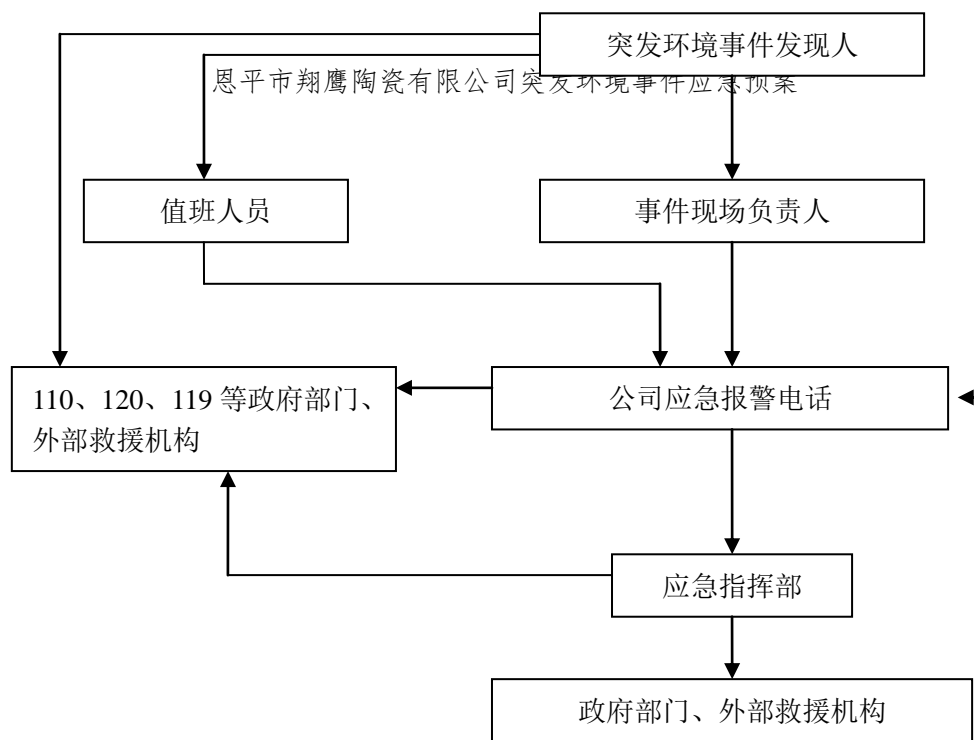 突发环境事件发现人
恩平市翔鹰陶瓷有限公司突发环境事件应急预案
值班人员
事件现场负责人
110、120、119 等政府部门、
外部救援机构
公司应急报警电话
应急指挥部
政府部门、外部救援机构